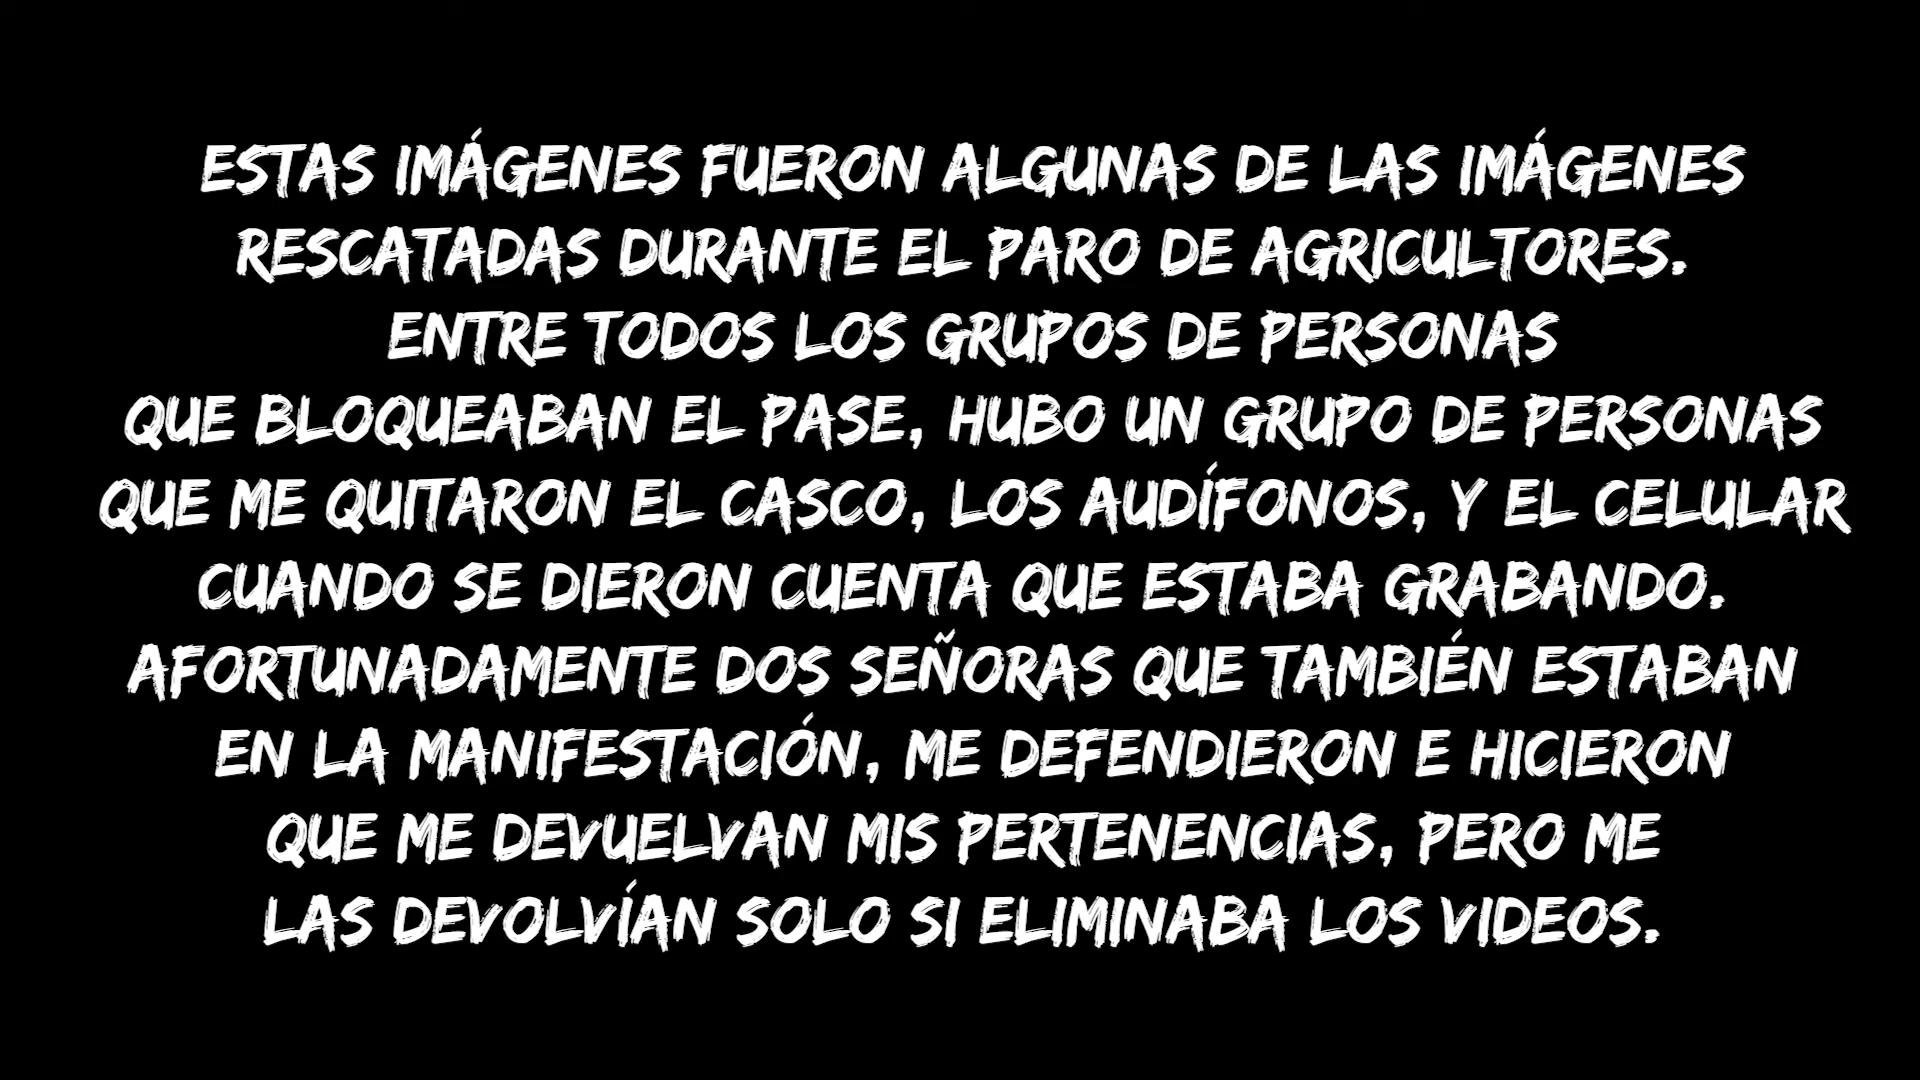 ESTAS IMÁGENES FUERON ALGUNAS DE LAS IMÁGENES
RESCATADAS DURANTE EL PARO DE AGRICULTORES.
ENTRE TODOS LOS GRUPOS DE PERSONAS
QUE BLOQUEABAN EL PASE, HUBO UN GRUPO DE PERSONAS
QUE ME QUITARON EL CASCO, LOS AUDÍFONOS, Y EL CELULAR
CUANDO SE DIERON CUENTA QUE ESTABA GRABANDO.
AFORTUNADAMENTE DOS SEÑORAS QUE TAMBIÉN ESTABAN
EN LA MANIFESTACIÓN, ME DEFENDIERON E HICIERON
QUE ME DEVUELVAN MIS PERTENENCIAS, PERO ME
LAS DEVOLVÍAN SOLO SI ELIMINABA LOS VIDEOS.